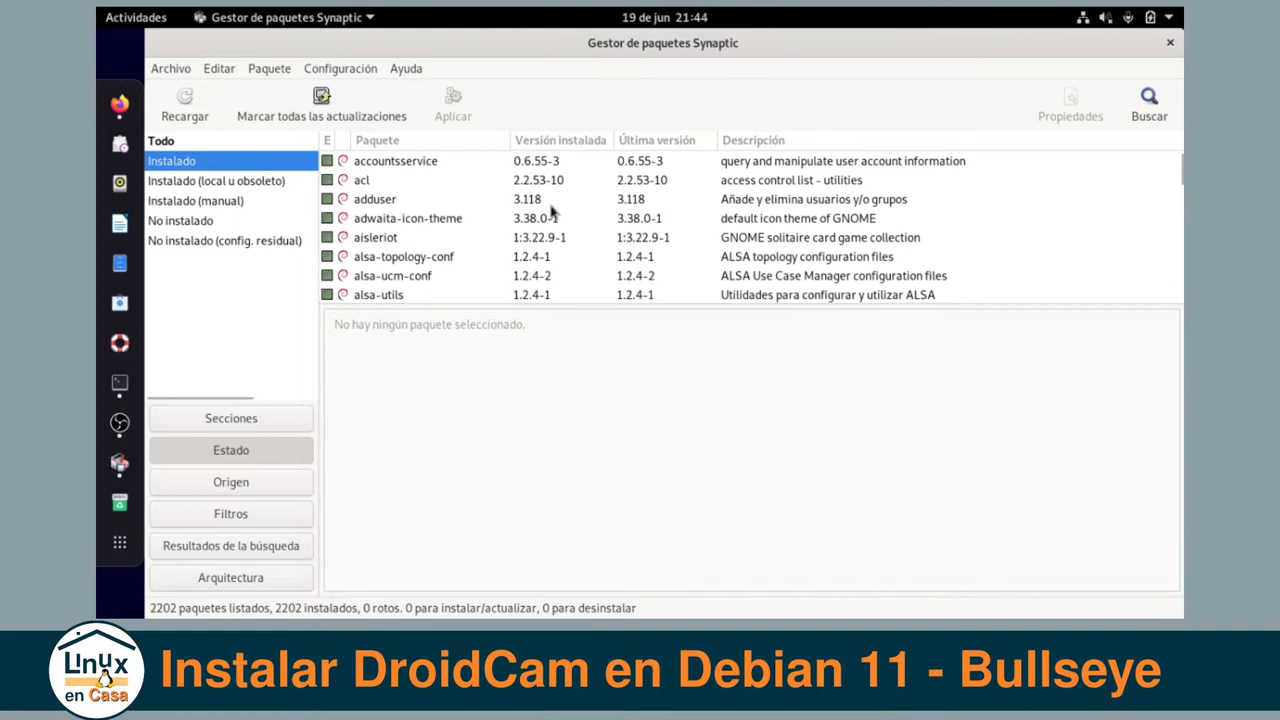 Actividades Gestor de paquetes Synaptic 19 de jun 21:44
Gestor de paquetes Synaptic
Archivo Editar Paquete Configuración Ayuda
Recargar Marcar todas las actualizaciones Aplicar Propiedades Buscar
Todo
Instalado
Instalado (local u obsoleto)
Instalado (manual)
No instalado
No instalado (config. residual)
E Paquete Versión instalada Última versión Descripción
accountsservice 0.6.55-3 0.6.55-3 query and manipulate user account information
acl 2.2.53-10 2.2.53-10 access control list - utilities
adduser 3.118 3.118 Añade y elimina usuarios y/o grupos
adwaita-icon-theme 3.38.0-1 3.38.0-1 default icon theme of GNOME
aisleriot 1:3.22.9-1 1:3.22.9-1 GNOME solitaire card game collection
alsa-topology-conf 1.2.4-1 1.2.4-1 ALSA topology configuration files
alsa-ucm-conf 1.2.4-2 1.2.4-2 ALSA Use Case Manager configuration files
alsa-utils 1.2.4-1 1.2.4-1 Utilidades para configurar y utilizar ALSA
No hay ningún paquete seleccionado.
Secciones
Estado
Origen
Filtros
Resultados de la búsqueda
Arquitectura
2202 paquetes listados, 2202 instalados, 0 rotos. 0 para instalar/actualizar, 0 para desinstalar
Linux
en Casa
Instalar DroidCam en Debian 11 - Bullseye